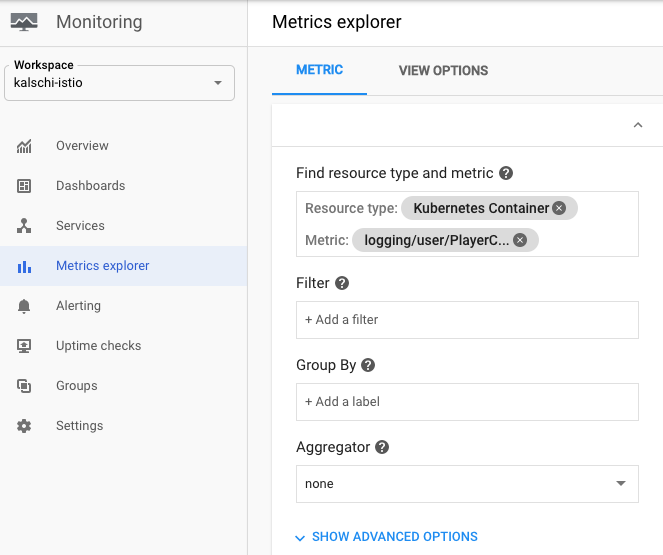 Monitoring
Workspace
kalschi-istio
Overview
Dashboards
Services
Metrics explorer
Alerting
Uptime checks
Groups
Settings
Metrics explorer
METRIC
VIEW OPTIONS
Find resource type and metric ?
Resource type: Kubernetes Container
Metric: logging/user/PlayerC...
Filter ?
+ Add a filter
Group By ?
+ Add a label
Aggregator ?
none
SHOW ADVANCED OPTIONS